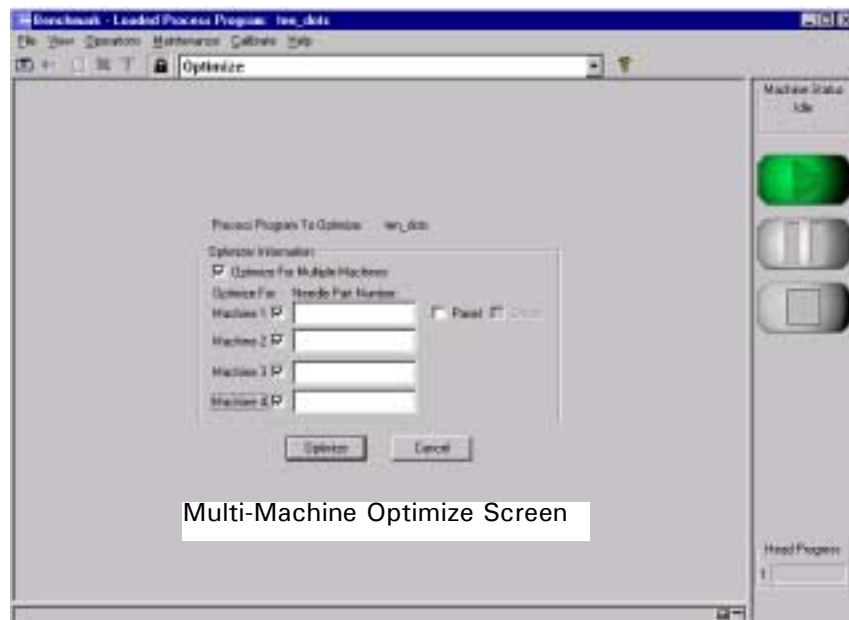 Benchmark - Loaded Process Program: ten_dots
File View Operations Maintenance Calibrate Help
Optimize
Machine Status
Idle
Process Program To Optimize ten_dots
Optimize Information
Optimize For Multiple Machines
Optimize For Needle Part Number
Machine 1 Panel
Machine 2
Machine 3
Machine 4
Optimize Cancel
Multi-Machine Optimize Screen
Head Progress
1